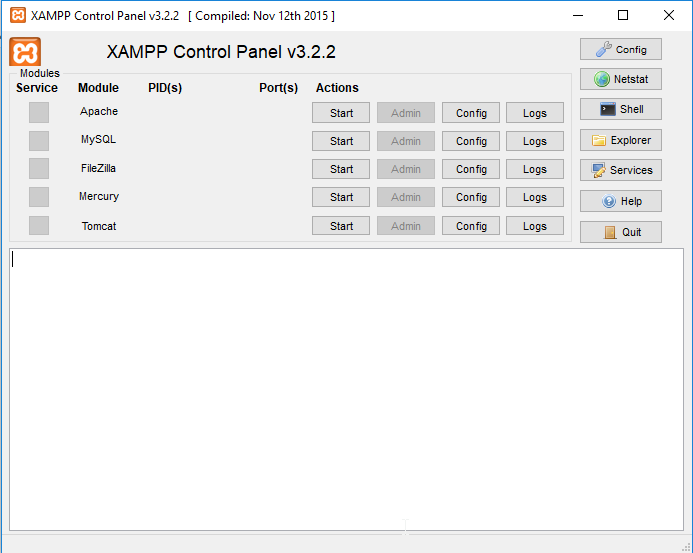 XAMPP Control Panel v3.2.2 [ Compiled: Nov 12th 2015 ]
XAMPP Control Panel v3.2.2
Config
Modules
Netstat
Service Module PID(s) Port(s) Actions
Apache Start Admin Config Logs
Shell
MySQL Start Admin Config Logs
Explorer
FileZilla Start Admin Config Logs
Services
Mercury Start Admin Config Logs
Help
Tomcat Start Admin Config Logs
Quit